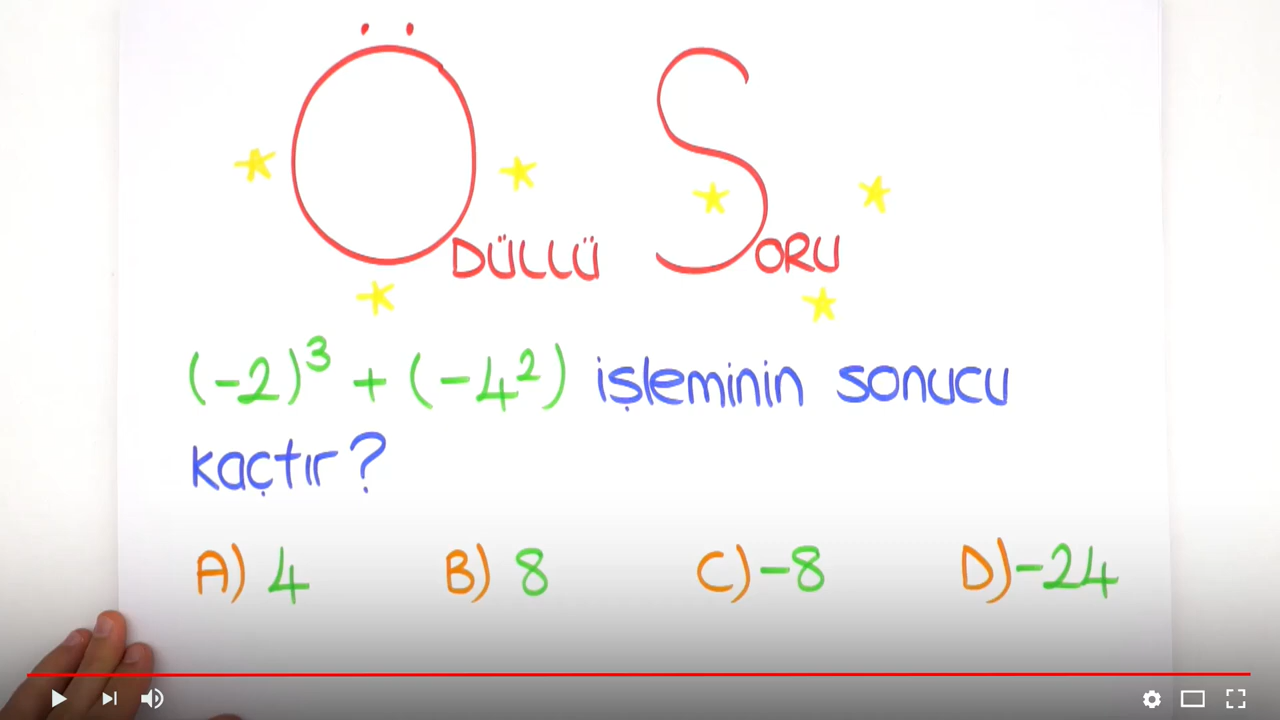 ÖDÜLLÜ SORU
(-2)³ + (-4²) işleminin sonucu
kaçtır?
A) 4 B) 8 C) -8 D) -24